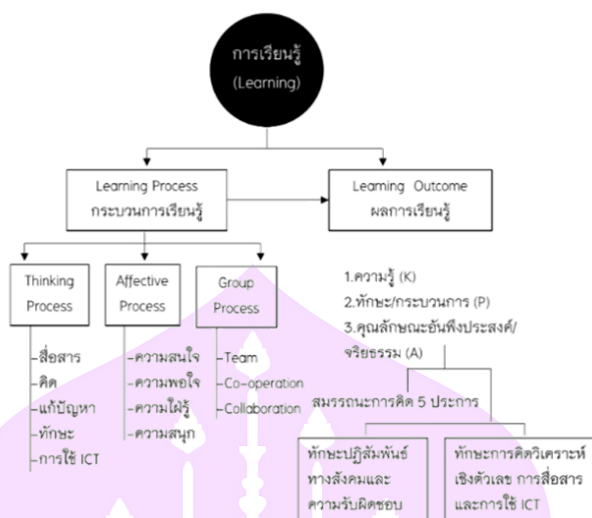 การเรียนรู้
(Learning)
Learning Process
กระบวนการเรียนรู้
Learning Outcome
ผลการเรียนรู้
Thinking
Process
Affective
Process
Group
Process
-สื่อสาร
-คิด
-แก้ปัญหา
-ทักษะ
-การใช้ ICT
-ความสนใจ
-ความพอใจ
-ความใฝ่รู้
-ความสนุก
-Team
-Co-operation
-Collaboration
1.ความรู้ (K)
2.ทักษะ/กระบวนการ (P)
3.คุณลักษณะอันพึงประสงค์/
จริยธรรม (A)
สมรรถนะการคิด 5 ประการ
ทักษะปฏิสัมพันธ์
ทางสังคมและ
ความรับผิดชอบ
ทักษะการคิดวิเคราะห์
เชิงตัวเลข การสื่อสาร
และการใช้ ICT